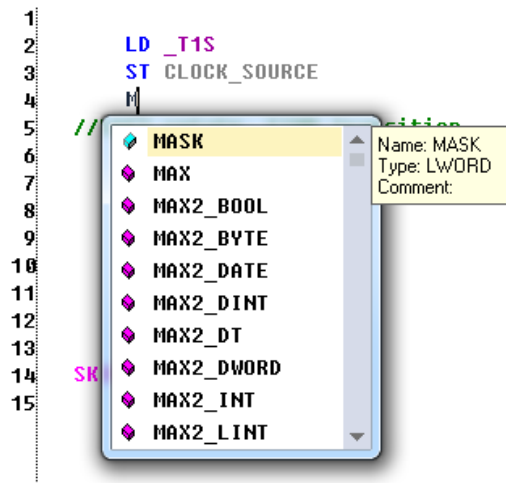 1
2 LD _T1S
3 ST CLOCK_SOURCE
4 M
5 //
6
7
8
9
10
11
12
13
14 SK
15
MASK
MAX
MAX2_BOOL
MAX2_BYTE
MAX2_DATE
MAX2_DINT
MAX2_DT
MAX2_DWORD
MAX2_INT
MAX2_LINT
Name: MASK
Type: LWORD
Comment: